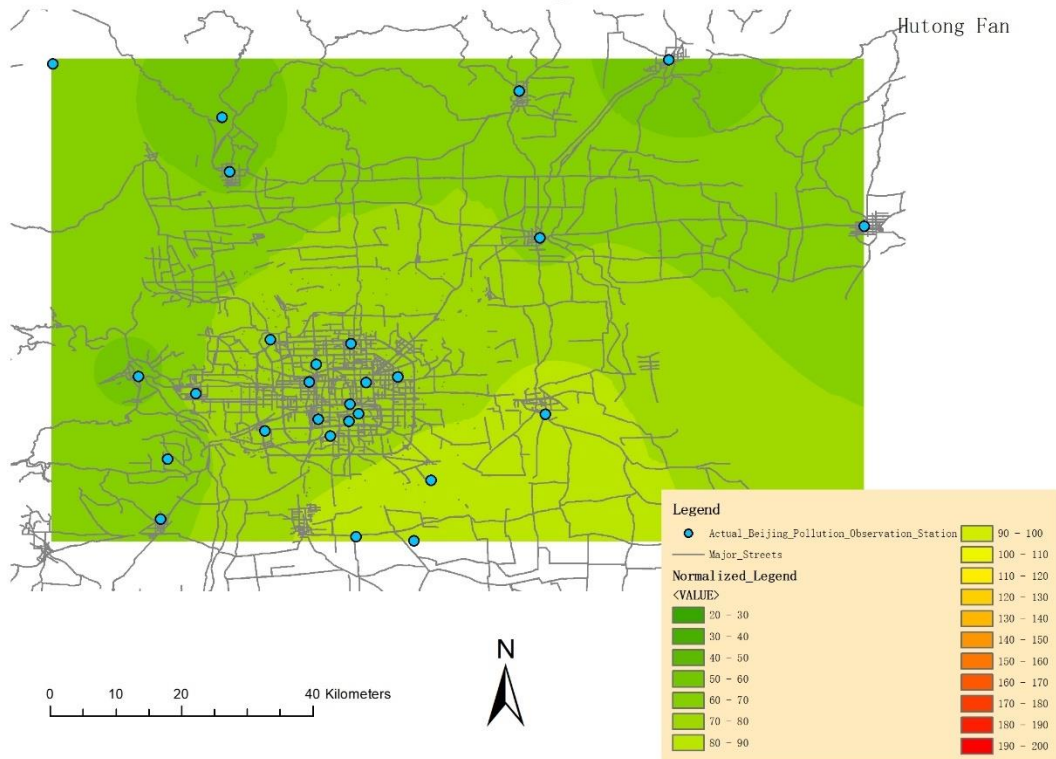 Hutong Fan
Legend
Actual_Beijing_Pollution_Observation_Station
Major_Streets
Normalized_Legend
<VALUE>
20 - 30
30 - 40
40 - 50
50 - 60
60 - 70
70 - 80
80 - 90
90 - 100
100 - 110
110 - 120
120 - 130
130 - 140
140 - 150
150 - 160
160 - 170
170 - 180
180 - 190
190 - 200
N
0 10 20 40 Kilometers